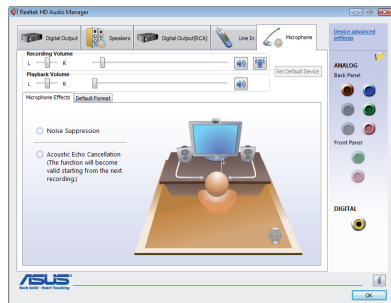 Realtek HD Audio Manager
Digital Output
Speakers
Digital Output(RCA)
Line In
Microphone
Device advanced
settings
Recording Volume
L
R
Set Default Device
Playback Volume
L
R
Microphone Effects
Default Format
Noise Suppression
Acoustic Echo Cancellation
(The function will become
valid starting from the next
recording.)
ANALOG
Back Panel
Front Panel
DIGITAL
ASUS
Rock Solid · Heart Touching
i
OK